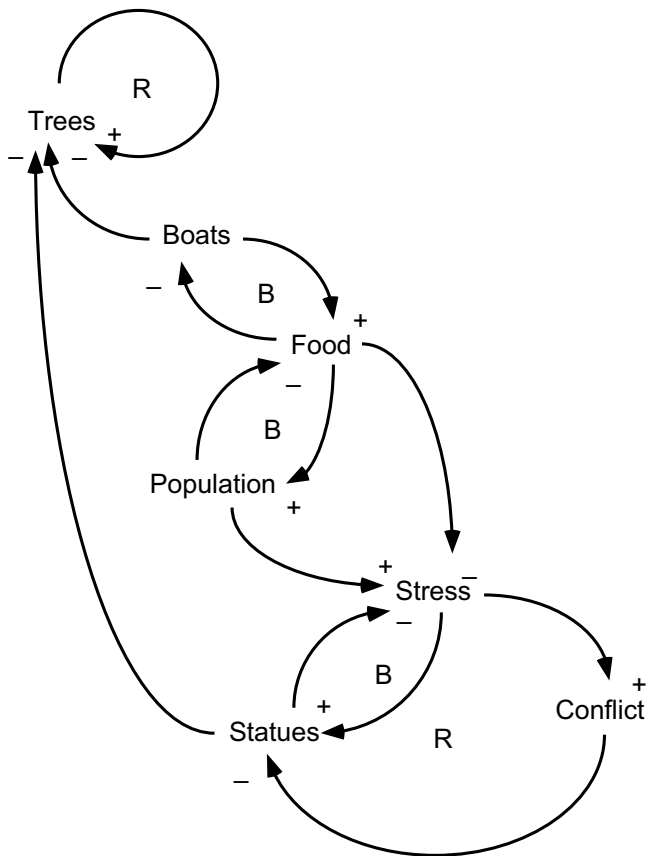 R
Trees +
– –
Boats
– B
+
Food
–
B
Population
+
+
Stress –
–
B
+
+
Conflict
Statues
R
–